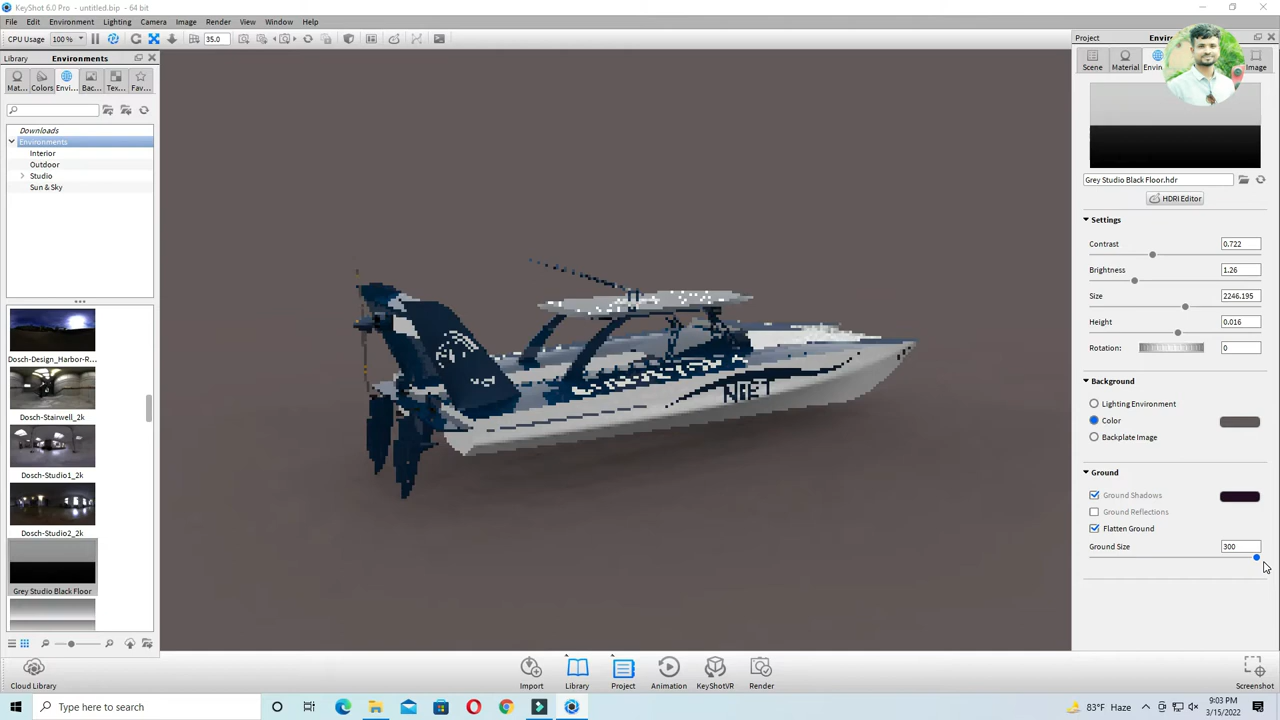 KeyShot 6.0 Pro - untitled.bip - 64 bit
File Edit Environment Lighting Camera Image Render View Window Help
CPU Usage 100 % 35.0
Library Environments
Mat... Colors Envi... Bac... Tex... Fav...
Downloads
Environments
Interior
Outdoor
Studio
Sun & Sky
Dosch-Design_Harbor-R...
Dosch-Stairwell_2k
Dosch-Studio1_2k
Dosch-Studio2_2k
Grey Studio Black Floor
Project
Scene Material Image
Grey Studio Black Floor.hdr
HDRI Editor
Settings
Contrast 0.722
Brightness 1.26
Size 2246.195
Height 0.016
Rotation: 0
Background
Lighting Environment
Color
Backplate Image
Ground
Ground Shadows
Ground Reflections
Flatten Ground
Ground Size 300
Cloud Library Import Library Project Animation KeyShotVR Render Screenshot
Type here to search
83°F Haze
9:03 PM
3/15/2022